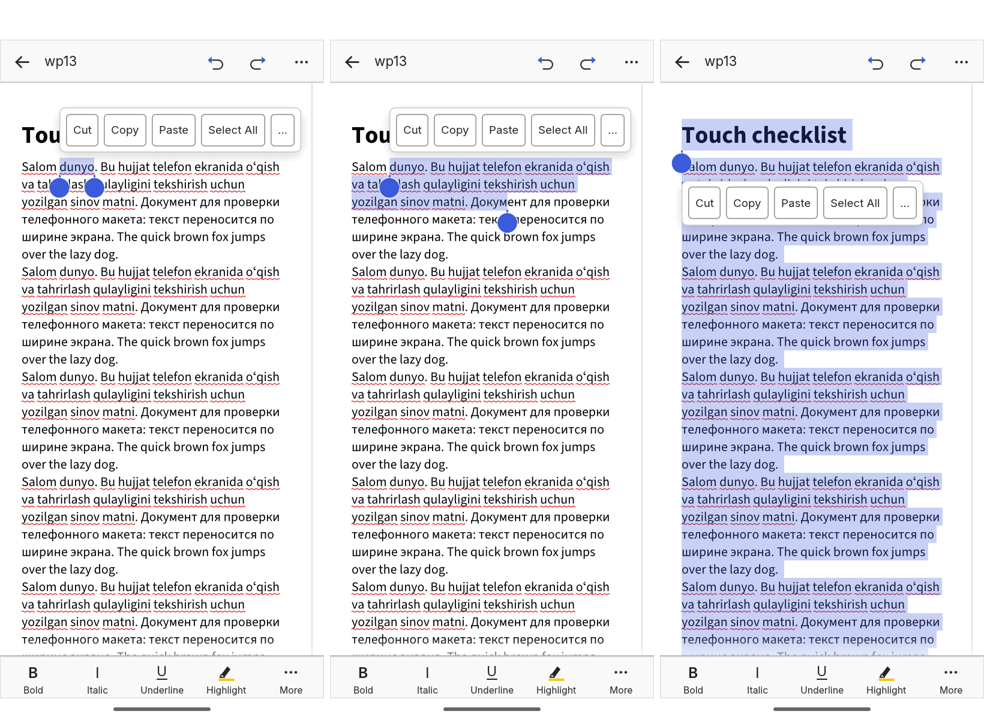 wp13
Cut Copy Paste Select All ...
Tou
Salom dunyo. Bu hujjat telefon ekranida oʻqish
va qulayligini tekshirish uchun
yozilgan sinov matni. Документ для проверки
телефонного макета: текст переносится по
ширине экрана. The quick brown fox jumps
over the lazy dog.
Salom dunyo. Bu hujjat telefon ekranida oʻqish
va tahrirlash qulayligini tekshirish uchun
yozilgan sinov matni. Документ для проверки
телефонного макета: текст переносится по
ширине экрана. The quick brown fox jumps
over the lazy dog.
Salom dunyo. Bu hujjat telefon ekranida oʻqish
va tahrirlash qulayligini tekshirish uchun
yozilgan sinov matni. Документ для проверки
телефонного макета: текст переносится по
ширине экрана. The quick brown fox jumps
over the lazy dog.
Salom dunyo. Bu hujjat telefon ekranida oʻqish
va tahrirlash qulayligini tekshirish uchun
yozilgan sinov matni. Документ для проверки
телефонного макета: текст переносится по
ширине экрана. The quick brown fox jumps
over the lazy dog.
Salom dunyo. Bu hujjat telefon ekranida oʻqish
va tahrirlash qulayligini tekshirish uchun
yozilgan sinov matni. Документ для проверки
телефонного макета: текст переносится по
B I U
Bold Italic Underline Highlight More
wp13
Cut Copy Paste Select All ...
Tou
Salom dunyo. Bu hujjat telefon ekranida oʻqish
va qulayligini tekshirish uchun
yozilgan sinov matni. Документ для проверки
телефонного макета: переносится по
ширине экрана. The quick brown fox jumps
over the lazy dog.
Salom dunyo. Bu hujjat telefon ekranida oʻqish
va tahrirlash qulayligini tekshirish uchun
yozilgan sinov matni. Документ для проверки
телефонного макета: текст переносится по
ширине экрана. The quick brown fox jumps
over the lazy dog.
Salom dunyo. Bu hujjat telefon ekranida oʻqish
va tahrirlash qulayligini tekshirish uchun
yozilgan sinov matni. Документ для проверки
телефонного макета: текст переносится по
ширине экрана. The quick brown fox jumps
over the lazy dog.
Salom dunyo. Bu hujjat telefon ekranida oʻqish
va tahrirlash qulayligini tekshirish uchun
yozilgan sinov matni. Документ для проверки
телефонного макета: текст переносится по
ширине экрана. The quick brown fox jumps
over the lazy dog.
Salom dunyo. Bu hujjat telefon ekranida oʻqish
va tahrirlash qulayligini tekshirish uchun
yozilgan sinov matni. Документ для проверки
телефонного макета: текст переносится по
B I U
Bold Italic Underline Highlight More
wp13
Touch checklist
Salom dunyo. Bu hujjat telefon ekranida oʻqish
Cut Copy Paste Select All ...
ширине экрана. The quick brown fox jumps
over the lazy dog.
Salom dunyo. Bu hujjat telefon ekranida oʻqish
va tahrirlash qulayligini tekshirish uchun
yozilgan sinov matni. Документ для проверки
телефонного макета: текст переносится по
ширине экрана. The quick brown fox jumps
over the lazy dog.
Salom dunyo. Bu hujjat telefon ekranida oʻqish
va tahrirlash qulayligini tekshirish uchun
yozilgan sinov matni. Документ для проверки
телефонного макета: текст переносится по
ширине экрана. The quick brown fox jumps
over the lazy dog.
Salom dunyo. Bu hujjat telefon ekranida oʻqish
va tahrirlash qulayligini tekshirish uchun
yozilgan sinov matni. Документ для проверки
телефонного макета: текст переносится по
ширине экрана. The quick brown fox jumps
over the lazy dog.
Salom dunyo. Bu hujjat telefon ekranida oʻqish
va tahrirlash qulayligini tekshirish uchun
yozilgan sinov matni. Документ для проверки
телефонного макета: текст переносится по
B I U
Bold Italic Underline Highlight More